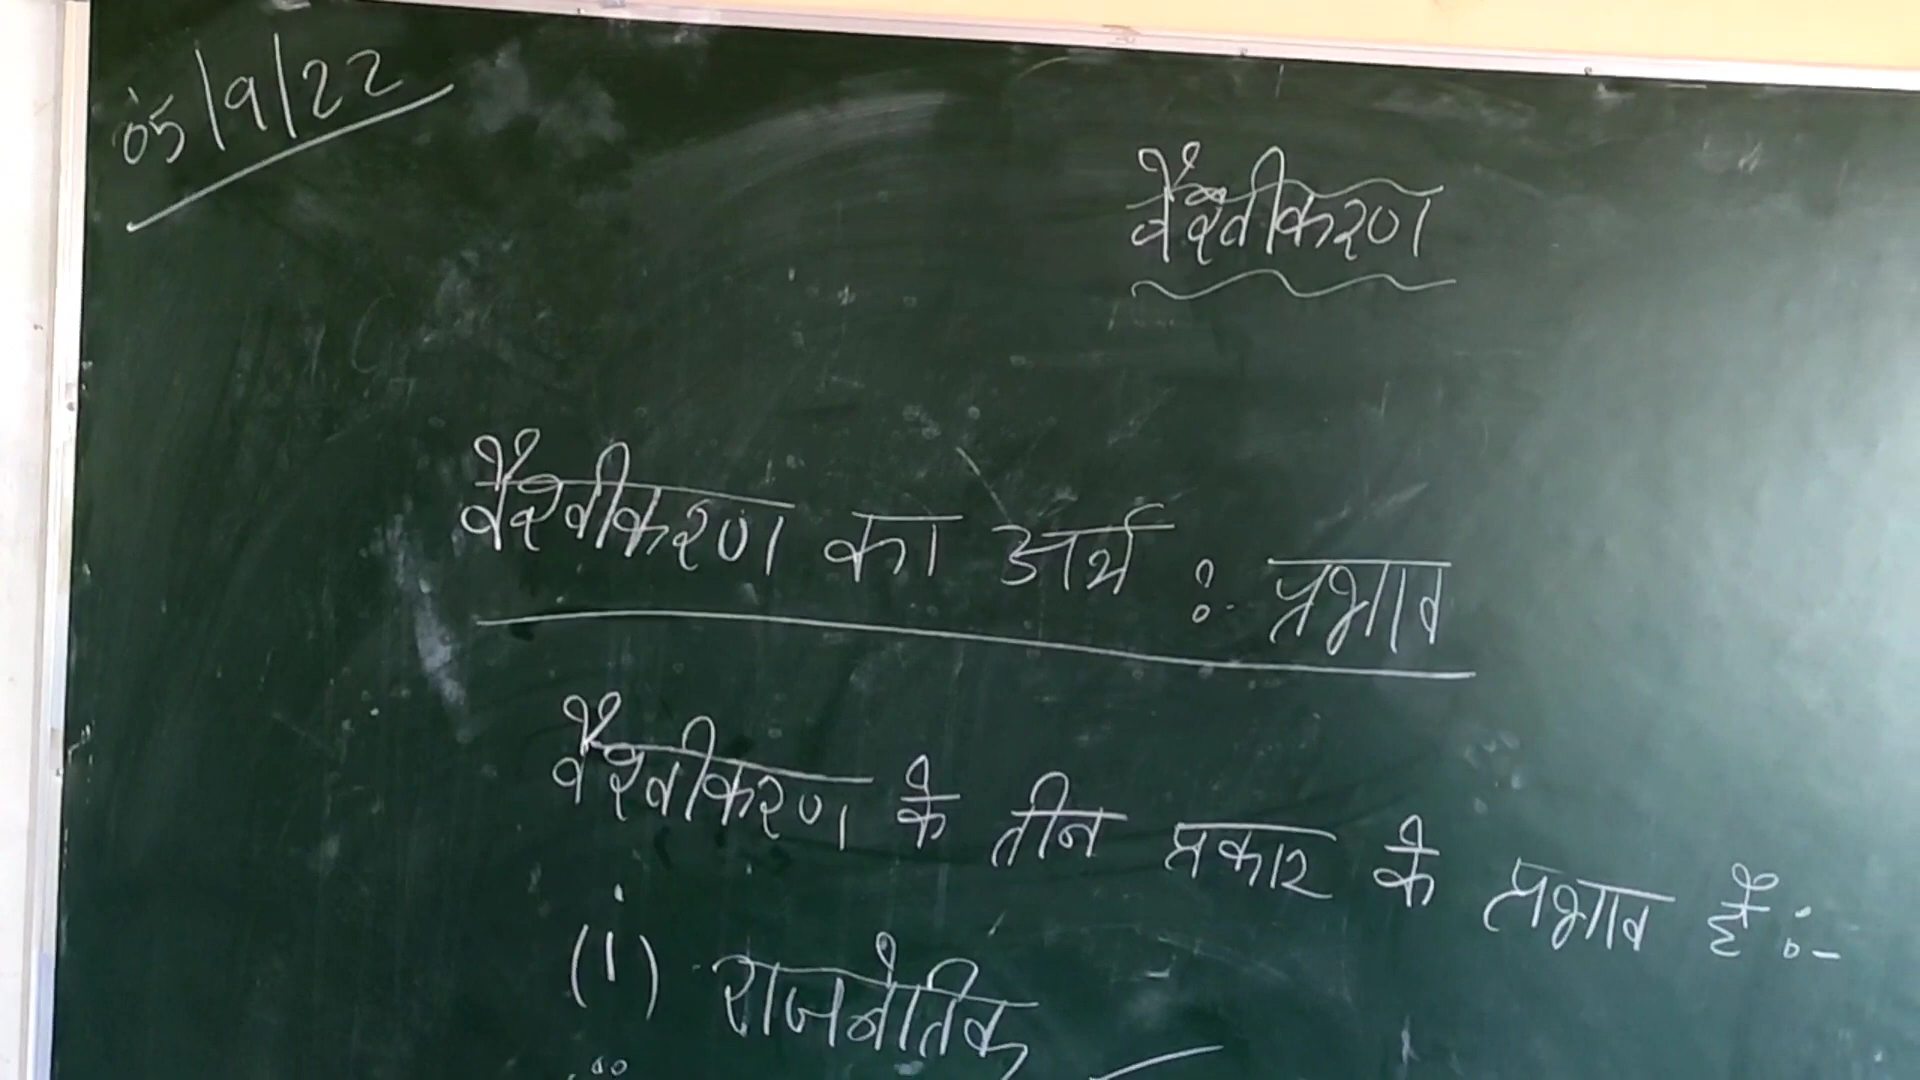 05/9/22
वैश्वीकरण
वैश्वीकरण का अर्थ : प्रभाव
वैश्वीकरण के तीन प्रकार के प्रभाव हैं:-
(i) राजनैतिक